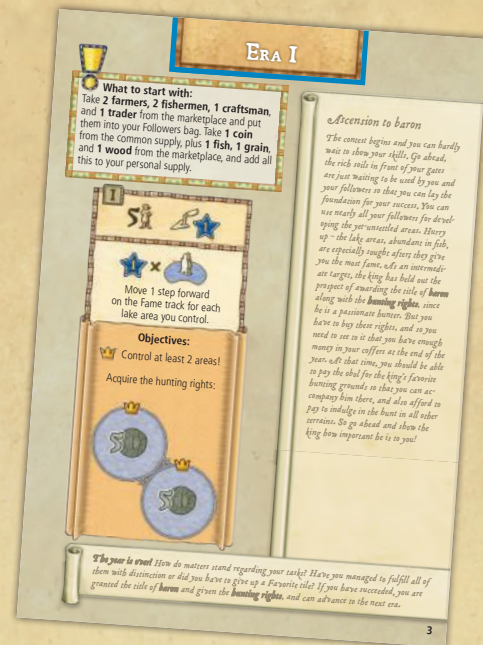 ERA I
What to start with:
Take 2 farmers, 2 fishermen, 1 craftsman,
and 1 trader from the marketplace and put
them into your Followers bag. Take 1 coin
from the common supply, plus 1 fish, 1 grain,
and 1 wood from the marketplace, and add all
this to your personal supply.
I
5
1
1 x
Move 1 step forward
on the Fame track for each
lake area you control.
Objectives:
Control at least 2 areas!
Acquire the hunting rights:
5
5
Ascension to baron
The contest begins and you can hardly
wait to show your skills. Go ahead,
the rich soils in front of your gates
are just waiting to be used by you and
your followers so that you can lay the
foundation for your success. You can
use nearly all your followers for devel-
oping the yet-unsettled areas. Hurry
up – the lake areas, abundant in fish,
are especially sought after; they give
you the most fame. As an intermedi-
ate target, the king has held out the
prospect of awarding the title of baron
along with the hunting rights, since
he is a passionate hunter. But you
have to buy these rights, and so you
need to see to it that you have enough
money in your coffers at the end of the
year. At that time, you should be able
to pay the obol for the king's favorite
hunting grounds so that you can ac-
company him there, and also afford to
pay to indulge in the hunt in all other
terrains. So go ahead and show the
king how important he is to you!
The year is over! How do matters stand regarding your tasks? Have you managed to fulfill all of
them with distinction or did you have to give up a Favorite tile? If you have succeeded, you are
granted the title of baron and given the hunting rights, and can advance to the next era.
3